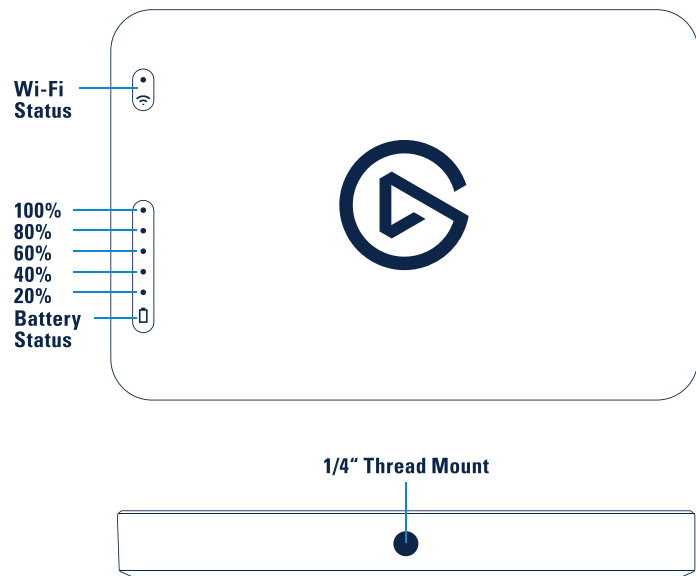 Wi-Fi
Status
100%
80%
60%
40%
20%
Battery
Status
1/4“ Thread Mount